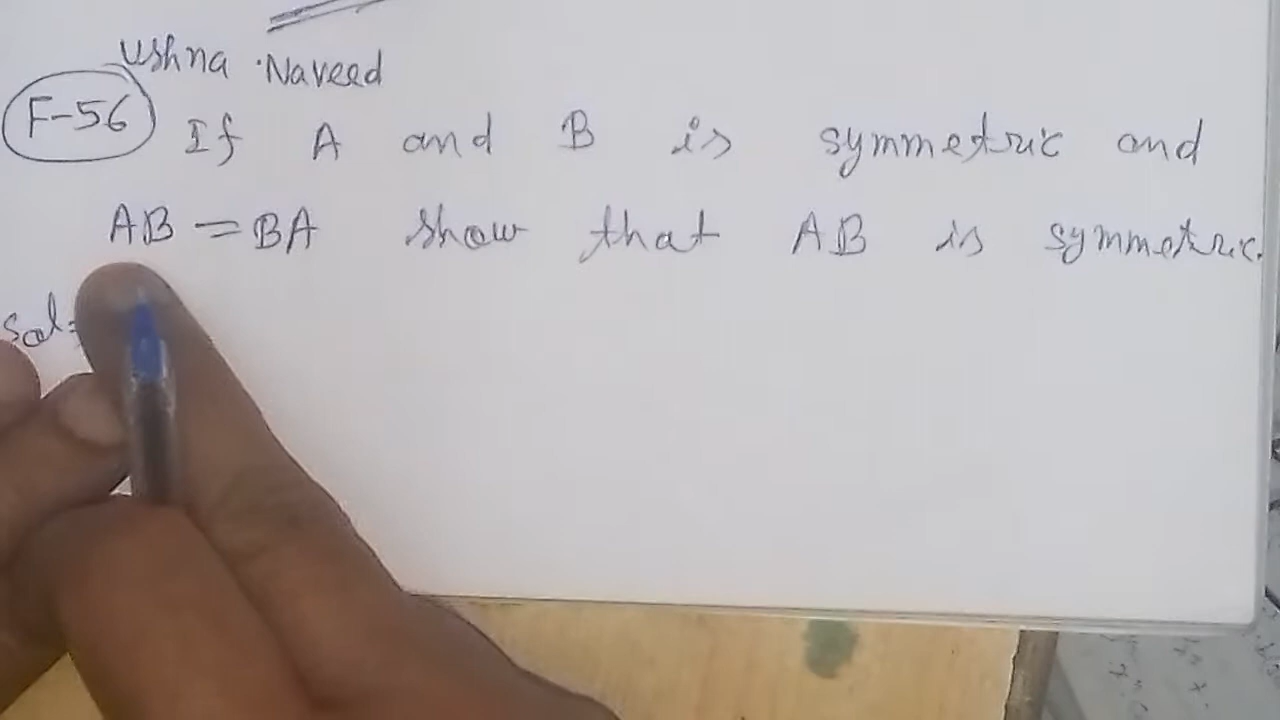 Ushna Naveed
F-56 If A and B is symmetric and
AB = BA show that AB is symmetric.
Sol: